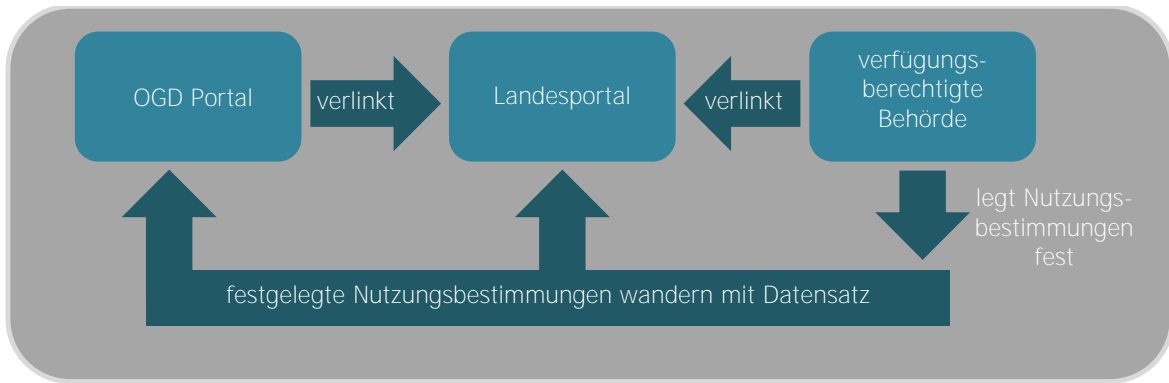 OGD Portal
verlinkt
Landesportal
verlinkt
verfügungs-
berechtigte
Behörde
legt Nutzungs-
bestimmungen
fest
festgelegte Nutzungsbestimmungen wandern mit Datensatz